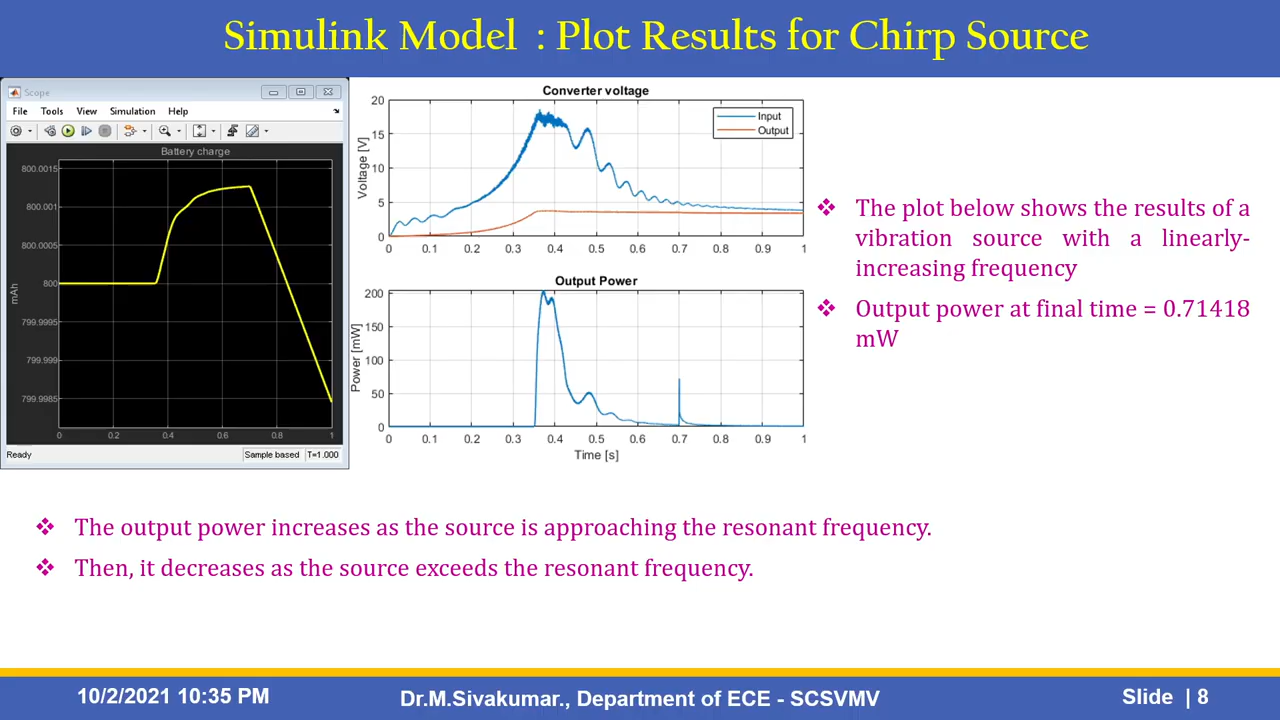 Simulink Model : Plot Results for Chirp Source
Scope
File Tools View Simulation Help
Battery charge
800.0015
800.001
800.0005
800
799.9995
799.999
799.9985
mAh
0 0.2 0.4 0.6 0.8 1
Ready Sample based T=1.000
Converter voltage
Input
Output
Voltage [V]
20
15
10
5
0
0 0.1 0.2 0.3 0.4 0.5 0.6 0.7 0.8 0.9 1
Output Power
Power [mW]
200
150
100
50
0
0 0.1 0.2 0.3 0.4 0.5 0.6 0.7 0.8 0.9 1
Time [s]
❖ The plot below shows the results of a
vibration source with a linearly-
increasing frequency
❖ Output power at final time = 0.71418
mW
❖ The output power increases as the source is approaching the resonant frequency.
❖ Then, it decreases as the source exceeds the resonant frequency.
10/2/2021 10:35 PM
Dr.M.Sivakumar., Department of ECE - SCSVMV
Slide | 8